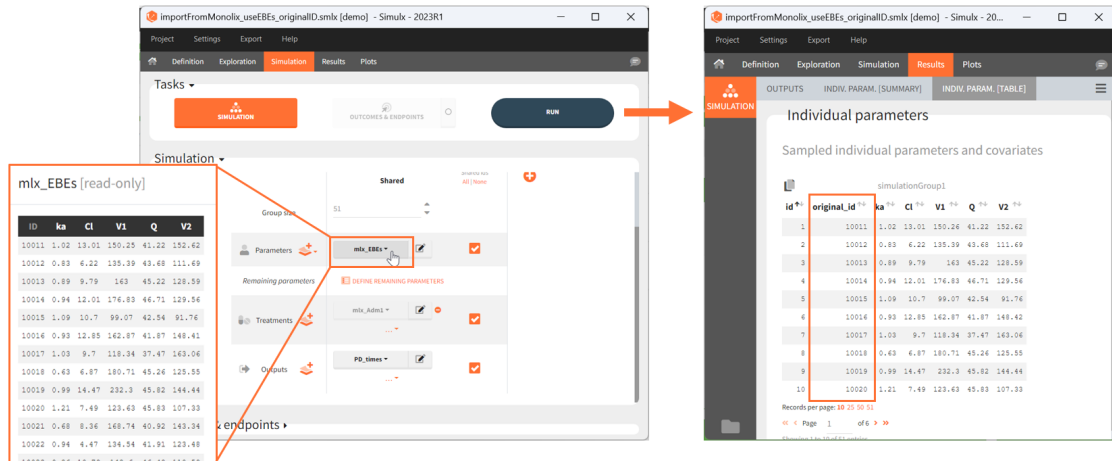 importFromMonolix_useEBEs_originalID.smlx [demo] - Simulx - 2023R1
Project Settings Export Help
Definition Exploration Simulation Results Plots
Tasks
SIMULATION
OUTCOMES & ENDPOINTS
RUN
Simulation
Shared
All | None
Group size
51
Parameters
mlx_EBEs
Remaining parameters
DEFINE REMAINING PARAMETERS
Treatments
mlx_Adm1
...
Outputs
PD_times
...
& endpoints
mlx_EBEs [read-only]
ID ka Cl V1 Q V2
10011 1.02 13.01 150.25 41.22 152.62
10012 0.83 6.22 135.39 43.68 111.69
10013 0.89 9.79 163 45.22 128.59
10014 0.94 12.01 176.83 46.71 129.56
10015 1.09 10.7 99.07 42.54 91.76
10016 0.93 12.85 162.87 41.87 148.41
10017 1.03 9.7 118.34 37.47 163.06
10018 0.63 6.87 180.71 45.26 125.55
10019 0.99 14.47 232.3 45.82 144.44
10020 1.21 7.49 123.63 45.83 107.33
10021 0.68 8.36 168.74 40.92 143.34
10022 0.94 4.47 134.54 41.91 123.48
importFromMonolix_useEBEs_originalID.smlx [demo] - Simulx - 20...
Project Settings Export Help
Definition Exploration Simulation Results Plots
SIMULATION
OUTPUTS INDIV. PARAM. [SUMMARY] INDIV. PARAM. [TABLE]
Individual parameters
Sampled individual parameters and covariates
simulationGroup1
id original_id ka Cl V1 Q V2
1 10011 1.02 13.01 150.26 41.22 152.62
2 10012 0.83 6.22 135.39 43.68 111.69
3 10013 0.89 9.79 163 45.22 128.59
4 10014 0.94 12.01 176.83 46.71 129.56
5 10015 1.09 10.7 99.07 42.54 91.76
6 10016 0.93 12.85 162.87 41.87 148.42
7 10017 1.03 9.7 118.34 37.47 163.06
8 10018 0.63 6.87 180.71 45.26 125.55
9 10019 0.99 14.47 232.3 45.82 144.44
10 10020 1.21 7.49 123.63 45.83 107.33
Records per page: 10 25 50 51
<< < Page 1 of 6 > >>
Showing 1 to 10 of 51 entries